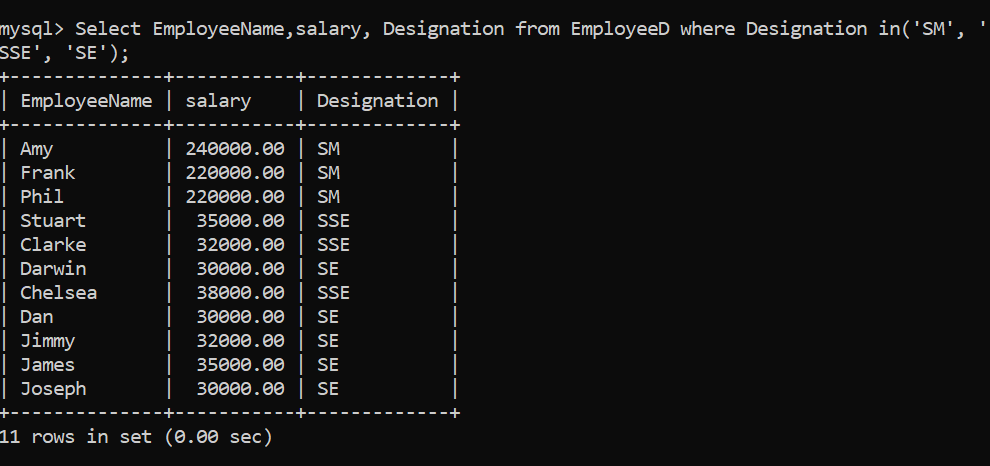 mysql> Select EmployeeName,salary, Designation from EmployeeD where Designation in('SM', '
SSE', 'SE');
+--------------+-----------+-------------+
| EmployeeName | salary    | Designation |
+--------------+-----------+-------------+
| Amy          | 240000.00 | SM          |
| Frank        | 220000.00 | SM          |
| Phil         | 220000.00 | SM          |
| Stuart       |  35000.00 | SSE         |
| Clarke       |  32000.00 | SSE         |
| Darwin       |  30000.00 | SE          |
| Chelsea      |  38000.00 | SSE         |
| Dan          |  30000.00 | SE          |
| Jimmy        |  32000.00 | SE          |
| James        |  35000.00 | SE          |
| Joseph       |  30000.00 | SE          |
+--------------+-----------+-------------+
11 rows in set (0.00 sec)